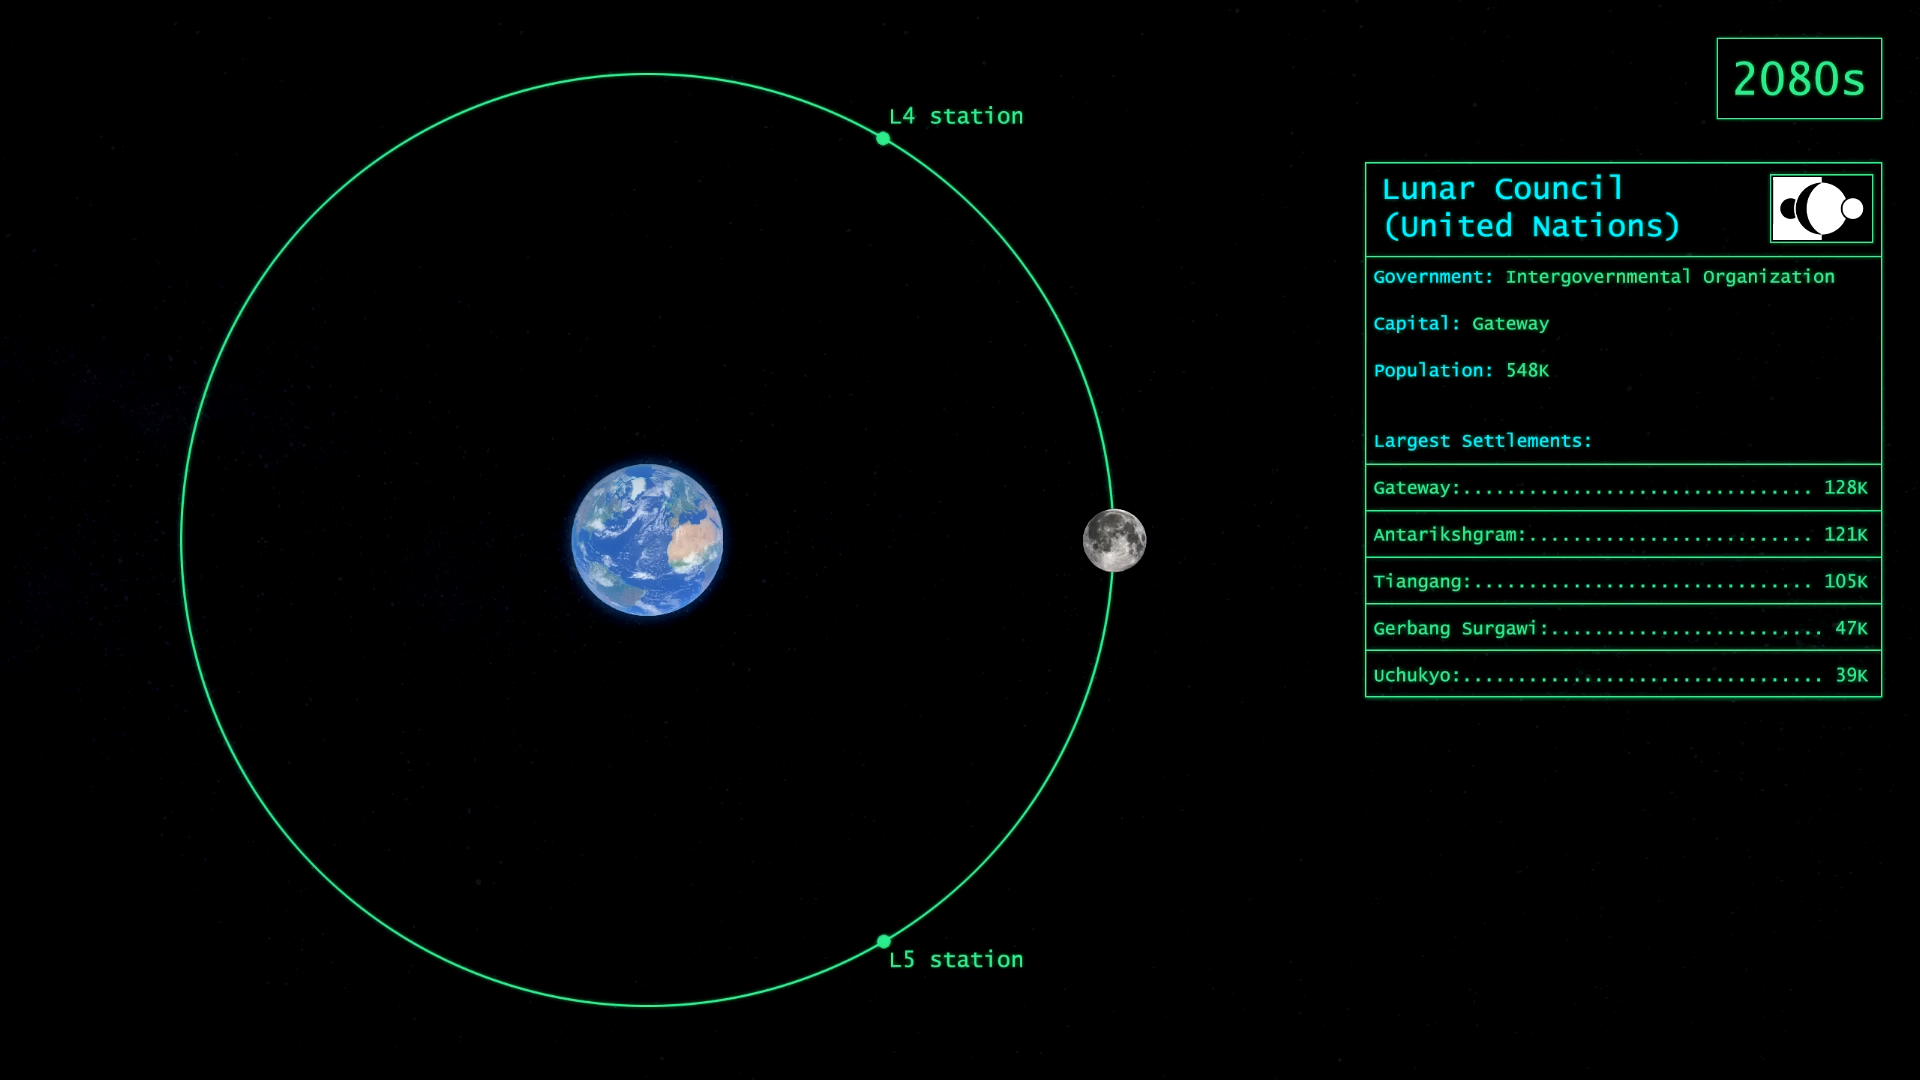 2080s
L4 station
Lunar Council
(United Nations)
Government: Intergovernmental Organization
Capital: Gateway
Population: 548K
Largest Settlements:
Gateway:................................ 128K
Antarikshgram:.......................... 121K
Tiangang:............................... 105K
Gerbang Surgawi:......................... 47K
Uchukyo:................................. 39K
L5 station